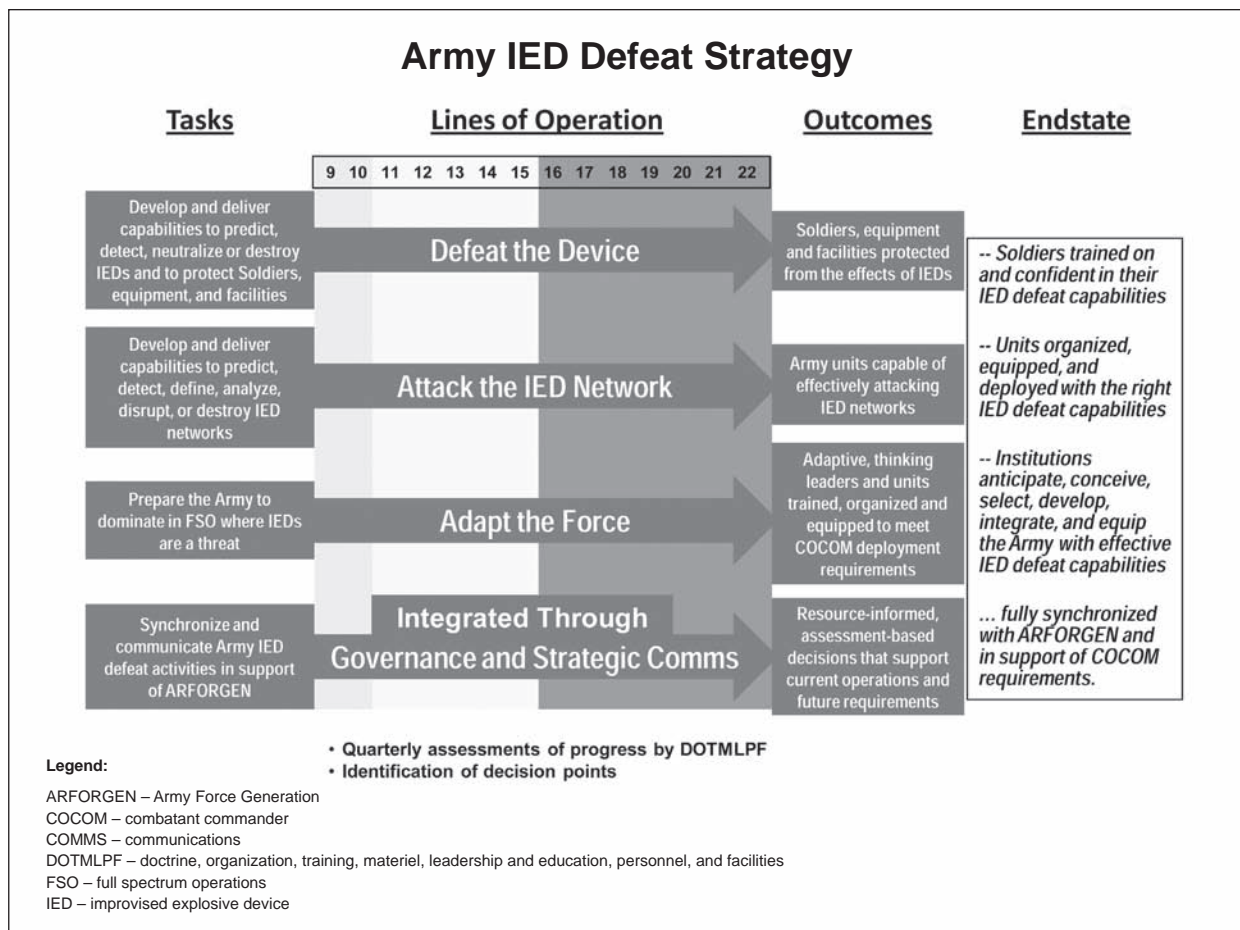 Army IED Defeat Strategy
Tasks
Lines of Operation
Outcomes
Endstate
9 10 11 12 13 14 15 16 17 18 19 20 21 22
Develop and deliver
capabilities to predict,
detect, neutralize or destroy
IEDs and to protect Soldiers,
equipment, and facilities
Defeat the Device
Soldiers, equipment
and facilities protected
from the effects of IEDs
Develop and deliver
capabilities to predict,
detect, define, analyze,
disrupt, or destroy IED
networks
Attack the IED Network
Army units capable of
effectively attacking
IED networks
Prepare the Army to
dominate in FSO where IEDs
are a threat
Adapt the Force
Adaptive, thinking
leaders and units
trained, organized and
equipped to meet
COCOM deployment
requirements
Synchronize and
communicate Army IED
defeat activities in support
of ARFORGEN
Integrated Through
Governance and Strategic Comms
Resource-informed,
assessment-based
decisions that support
current operations and
future requirements
-- Soldiers trained on
and confident in their
IED defeat capabilities
-- Units organized,
equipped, and
deployed with the right
IED defeat capabilities
-- Institutions
anticipate, conceive,
select, develop,
integrate, and equip
the Army with effective
IED defeat capabilities
... fully synchronized
with ARFORGEN and
in support of COCOM
requirements.
• Quarterly assessments of progress by DOTMLPF
• Identification of decision points
Legend:
ARFORGEN – Army Force Generation
COCOM – combatant commander
COMMS – communications
DOTMLPF – doctrine, organization, training, materiel, leadership and education, personnel, and facilities
FSO – full spectrum operations
IED – improvised explosive device